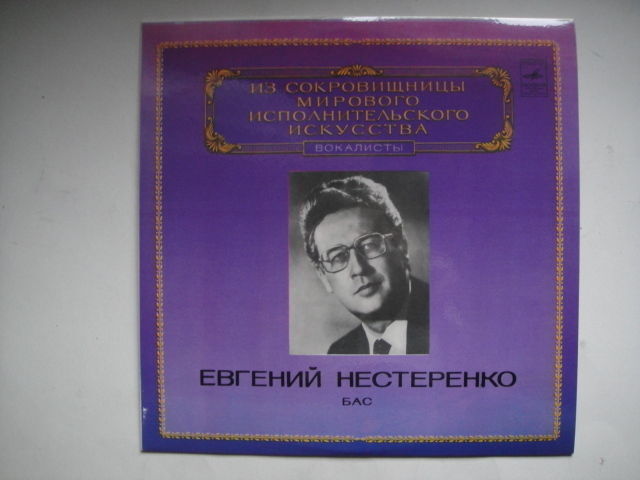 ИЗ СОКРОВИЩНИЦЫ
МИРОВОГО
ИСПОЛНИТЕЛЬСКОГО
ИСКУССТВА
ВОКАЛИСТЫ
ЕВГЕНИЙ НЕСТЕРЕНКО
БАС